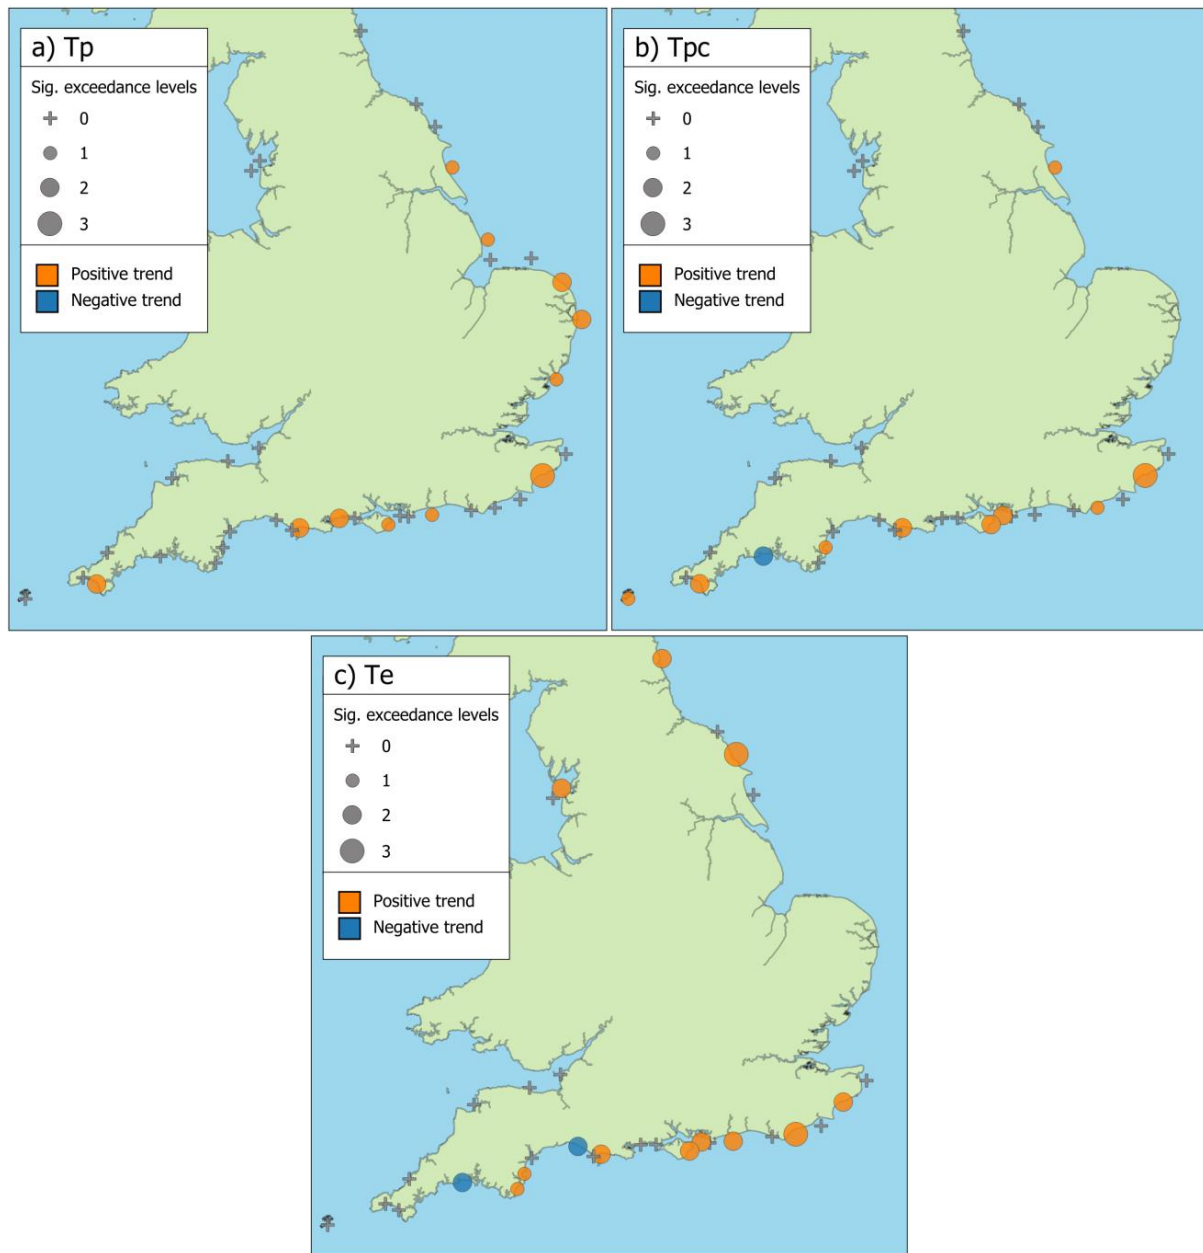 a) Tp
Sig. exceedance levels
0
1
2
3
Positive trend
Negative trend
b) Tpc
Sig. exceedance levels
0
1
2
3
Positive trend
Negative trend
c) Te
Sig. exceedance levels
0
1
2
3
Positive trend
Negative trend